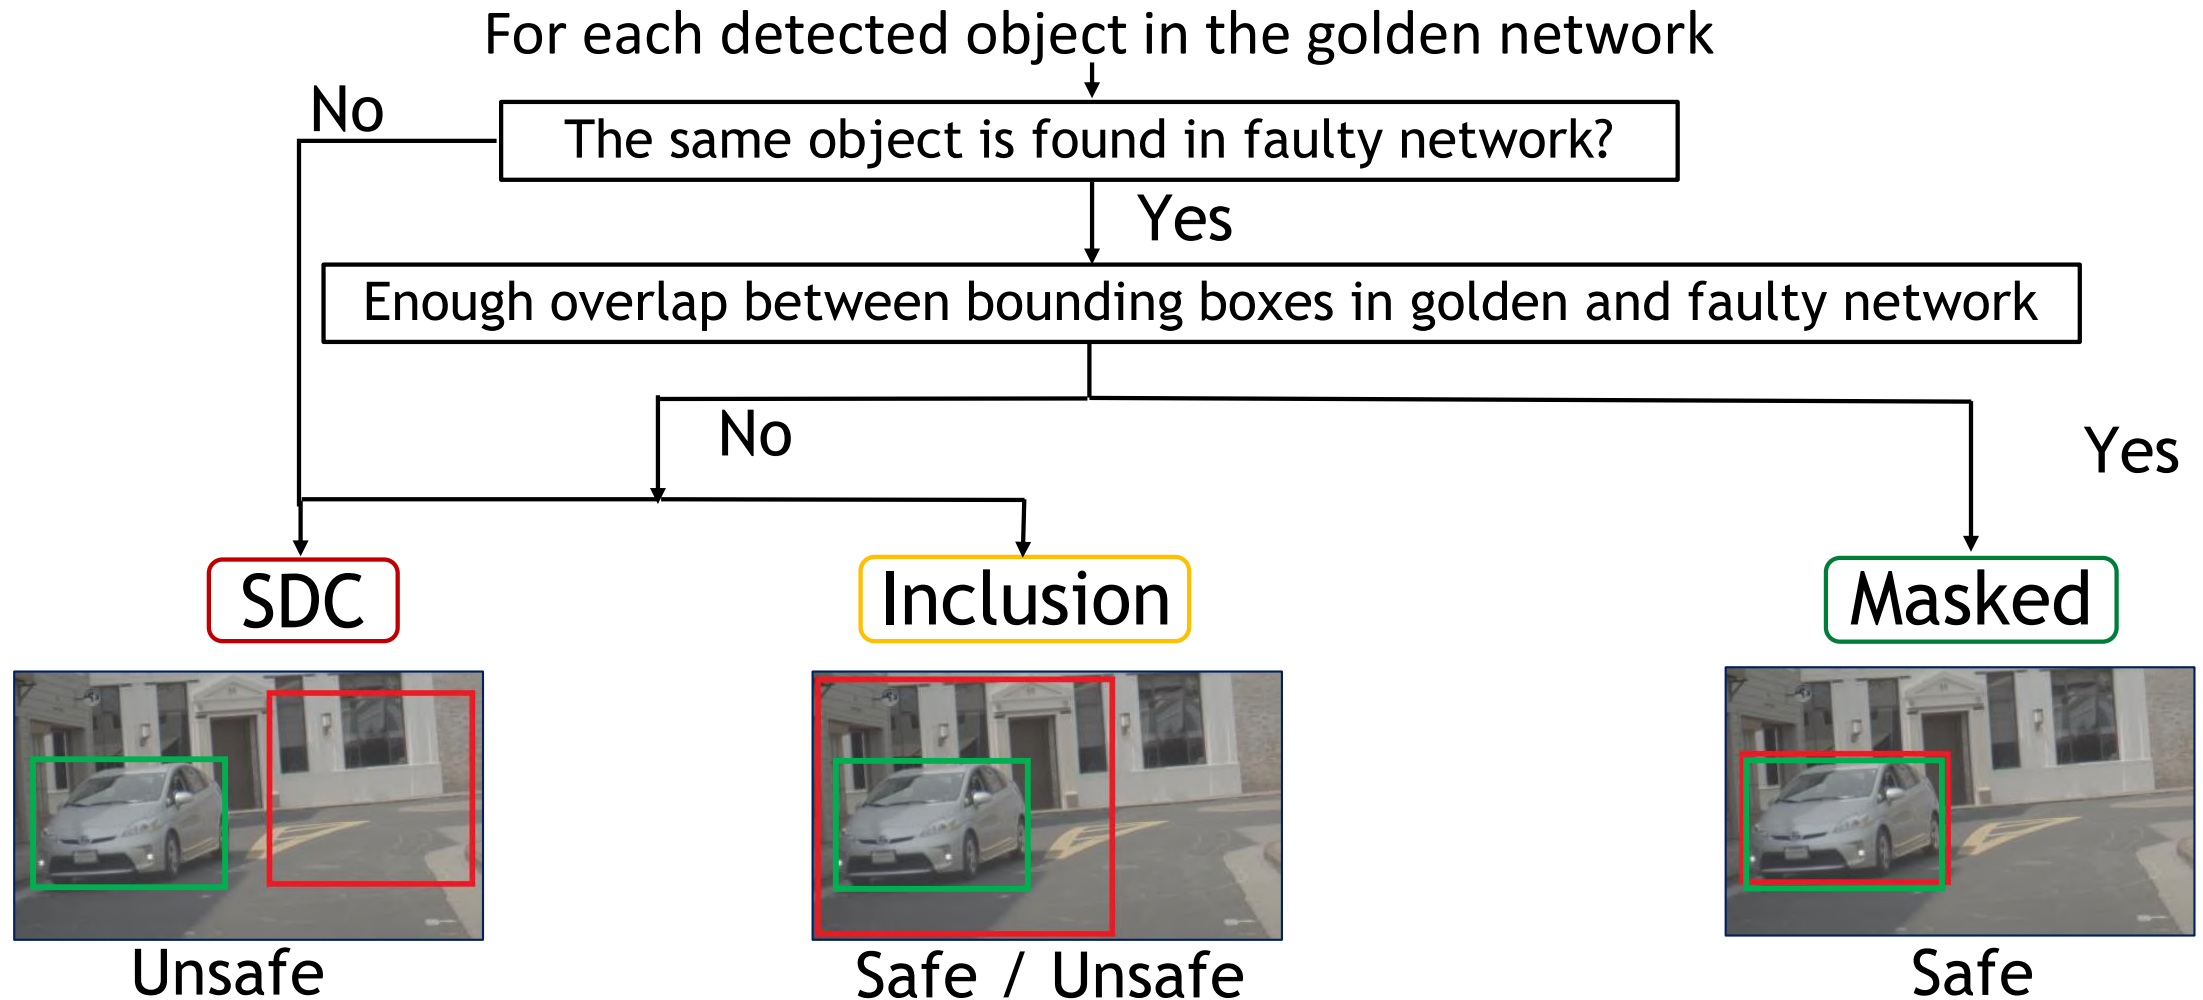 For each detected object in the golden network
No
The same object is found in faulty network?
Yes
Enough overlap between bounding boxes in golden and faulty network
No
Yes
SDC
Inclusion
Masked
Unsafe
Safe / Unsafe
Safe